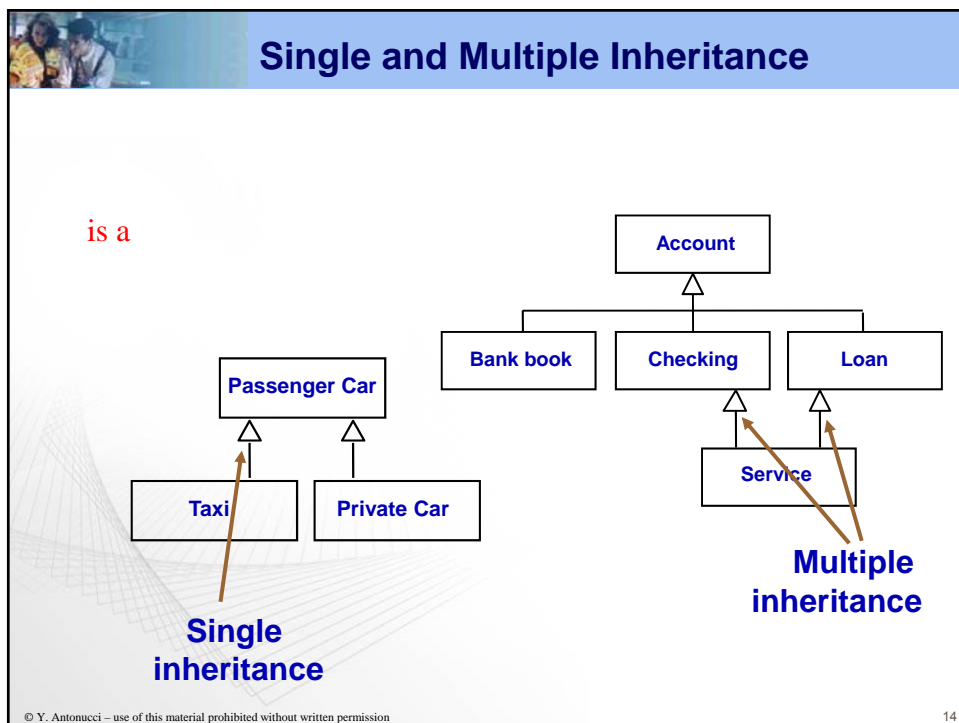 Single and Multiple Inheritance
is a
Account
Bank book
Checking
Loan
Passenger Car
Service
Taxi
Private Car
Multiple
inheritance
Single
inheritance
© Y. Antonucci – use of this material prohibited without written permission
14